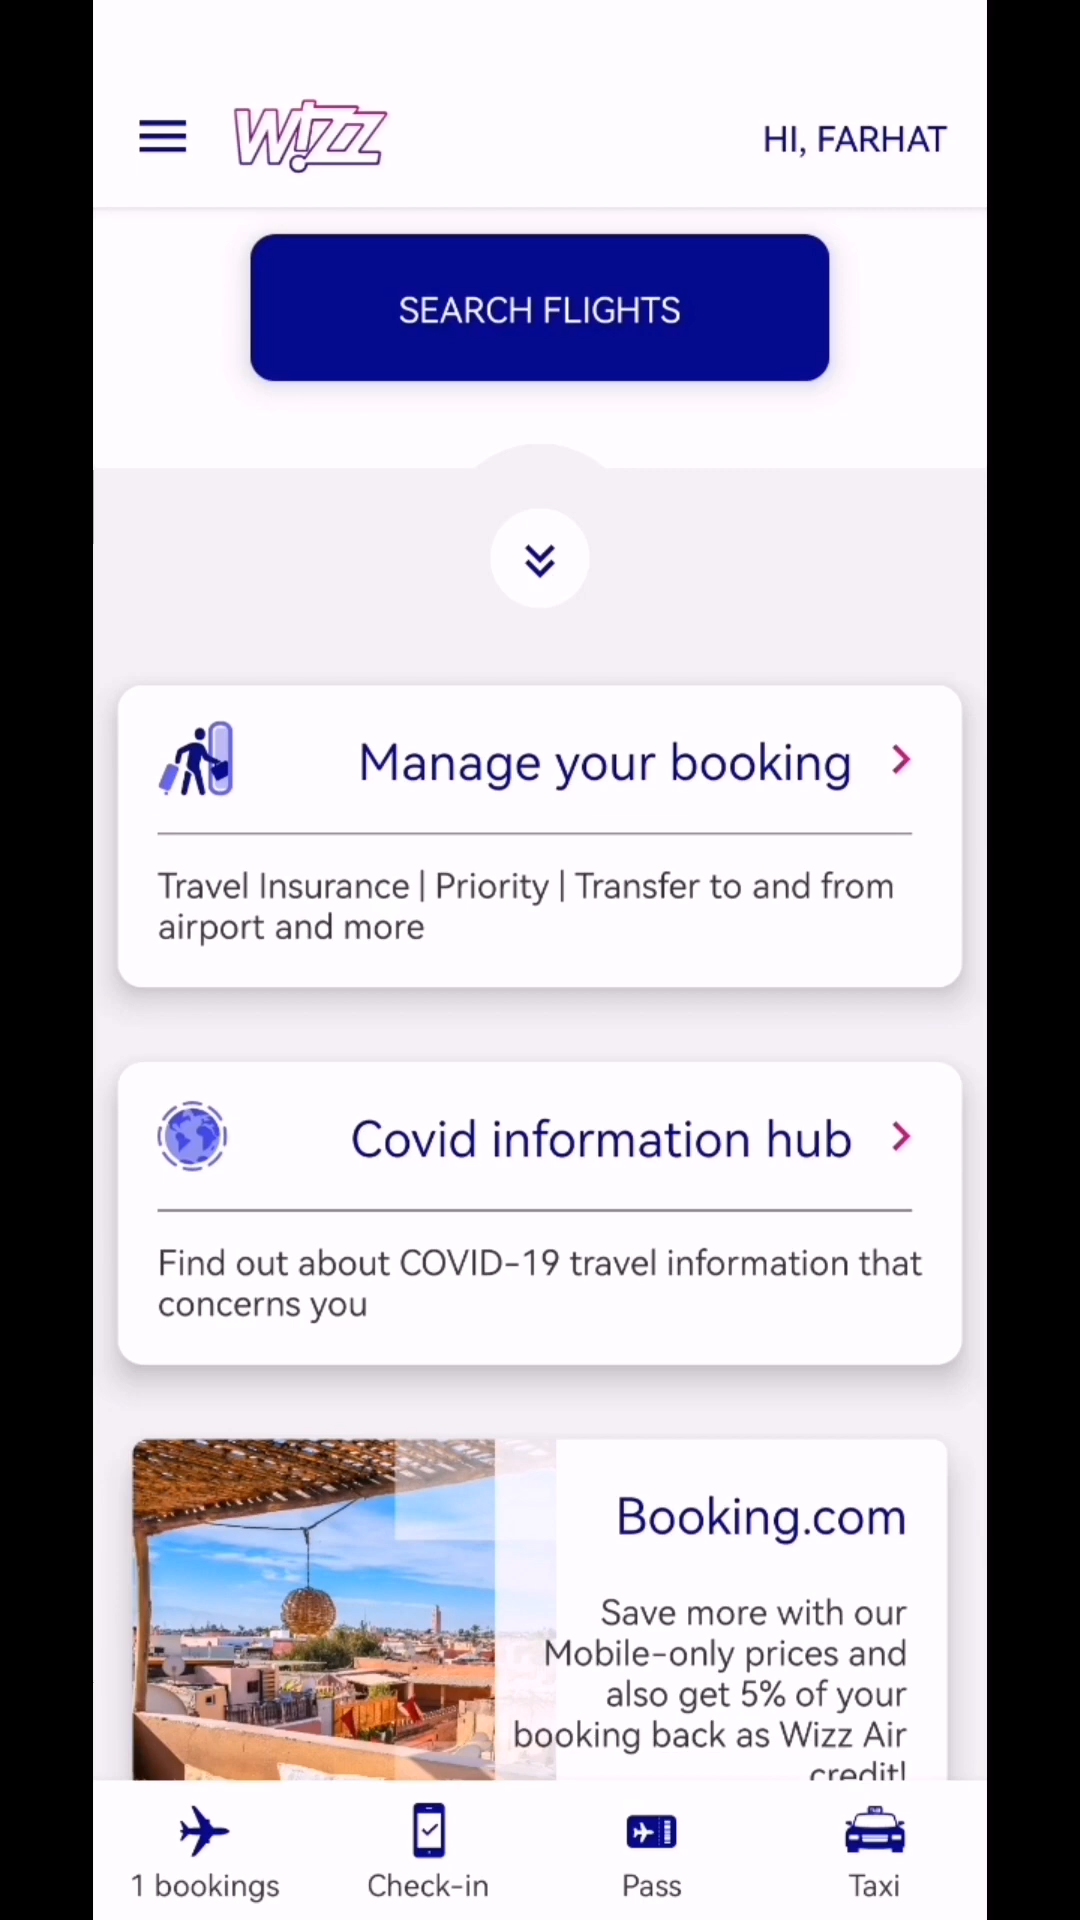 WIZZ
HI, FARHAT
SEARCH FLIGHTS
Manage your booking
Travel Insurance | Priority | Transfer to and from
airport and more
Covid information hub
Find out about COVID-19 travel information that
concerns you
Booking.com
Save more with our
Mobile-only prices and
also get 5% of your
booking back as Wizz Air
credit!
1 bookings
Check-in
Pass
Taxi